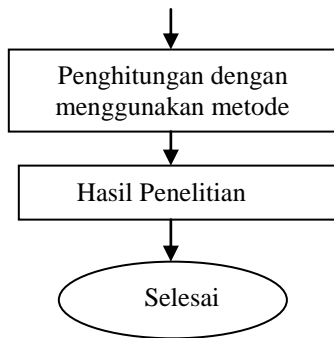 Penghitungan dengan
menggunakan metode
Hasil Penelitian
Selesai